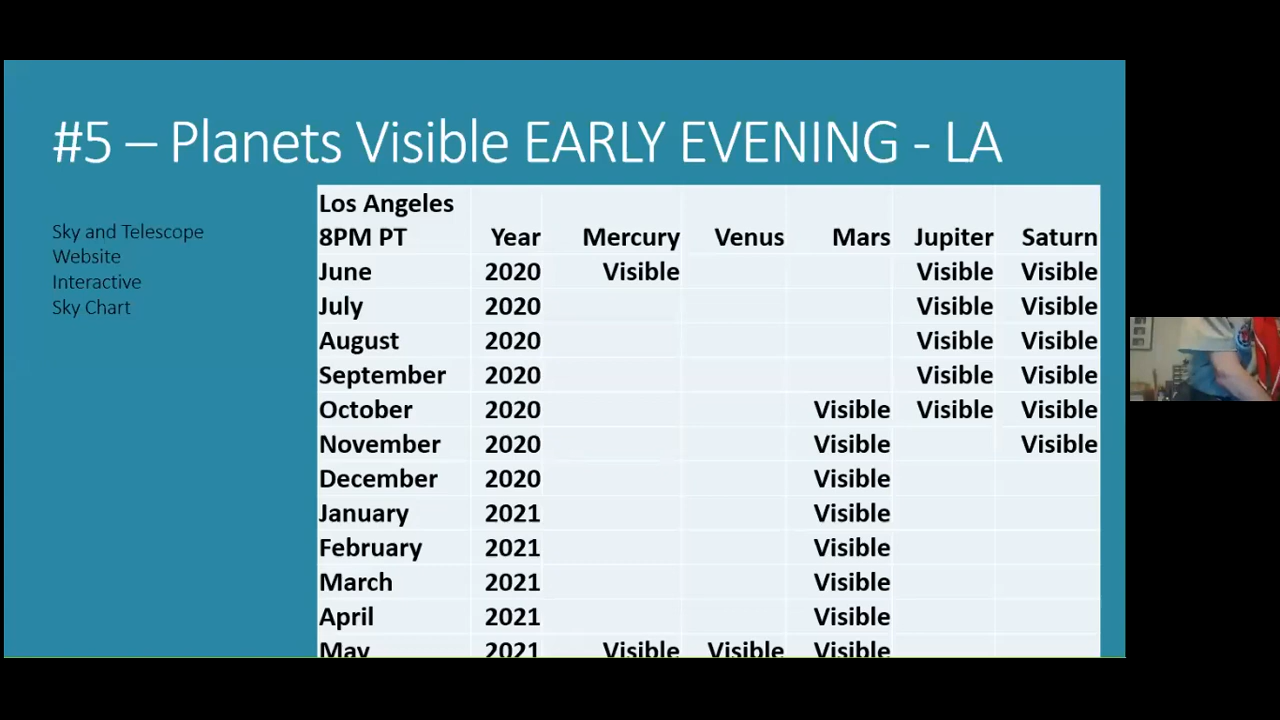 #5 – Planets Visible EARLY EVENING - LA
Sky and Telescope
Website
Interactive
Sky Chart
Los Angeles
8PM PT Year Mercury Venus Mars Jupiter Saturn
June 2020 Visible Visible Visible
July 2020 Visible Visible
August 2020 Visible Visible
September 2020 Visible Visible
October 2020 Visible Visible Visible
November 2020 Visible Visible
December 2020 Visible
January 2021 Visible
February 2021 Visible
March 2021 Visible
April 2021 Visible
May 2021 Visible Visible Visible